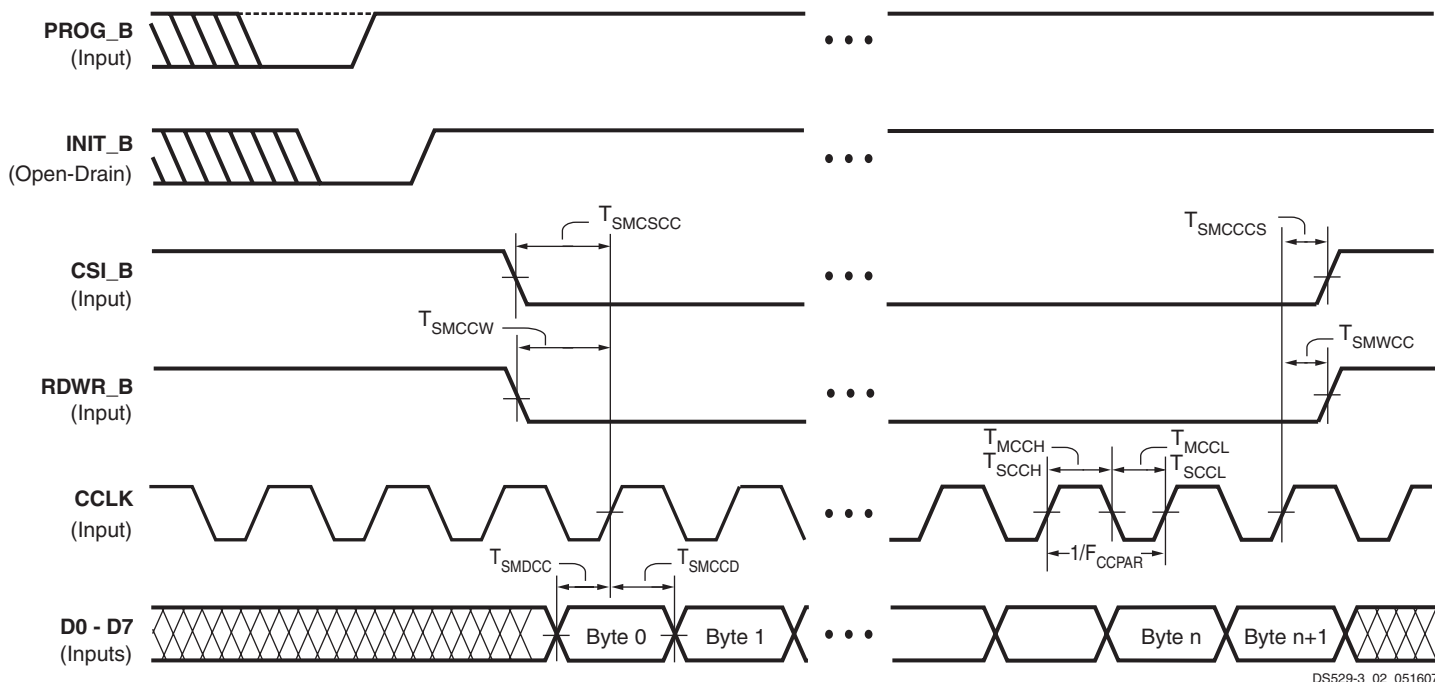 PROG_B
(Input)
INIT_B
(Open-Drain)
T_SMCSCC
T_SMCCCS
CSI_B
(Input)
T_SMCCW
T_SMWCC
RDWR_B
(Input)
T_MCCH
T_SCCH
T_MCCL
T_SCCL
CCLK
(Input)
1/F_CCPAR
T_SMDCC
T_SMCCD
D0 - D7
(Inputs)
Byte 0
Byte 1
Byte n
Byte n+1
DS529-3_02_051607